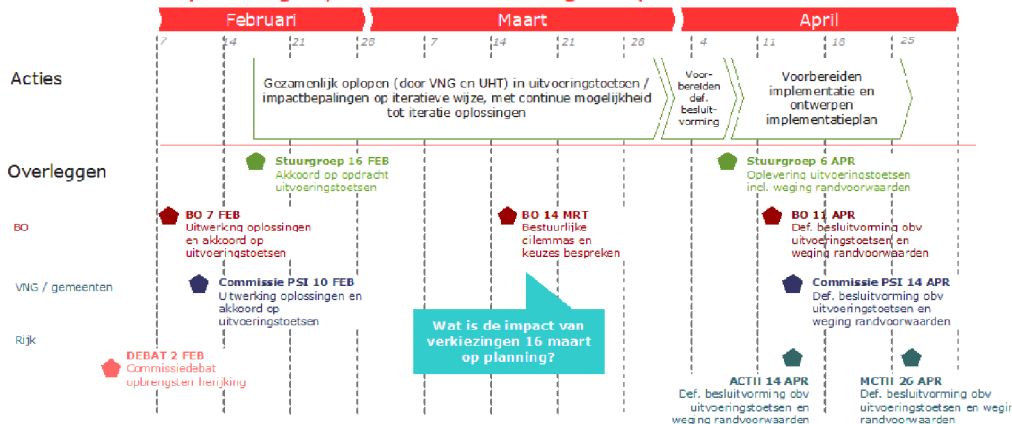 Februari
Maart
April
7
14
21
28
7
14
21
28
4
11
18
25
Acties
Gezamenlijk oplopen (door VNG en UHT) in uitvoeringstoetsen /
impactbepalingen op iteratieve wijze, met continue mogelijkheid
tot iteratie oplossingen
Voor-
bereiden
def.
besluit-
vorming
Voorbereiden
implementatie en
ontwerpen
implementatieplan
Overleggen
Stuurgroep 16 FEB
Akkoord op opdracht
uitvoeringstoetsen
Stuurgroep 6 APR
Oplevering uitvoeringstoetsen
incl. weging randvoorwaarden
BO
BO 7 FEB
Uitwerking oplossingen
en akkoord op
uitvoeringstoetsen
BO 14 MRT
Bestuurlijke
dilemmas en
keuzes bespreken
BO 11 APR
Def. besluitvorming obv
uitvoeringstoetsen en
weging randvoorwaarden
VNG / gemeenten
Commissie PSI 10 FEB
Uitwerking oplossingen en
akkoord op
uitvoeringstoetsen
Commissie PSI 14 APR
Def. besluitvorming obv
uitvoeringstoetsen en
weging randvoorwaarden
Wat is de impact van
verkiezingen 16 maart
op planning?
Rijk
DEBAT 2 FEB
Commissiedebat
opbrengsten herijking
ACTII 14 APR
Def. besluitvorming obv
uitvoeringstoetsen en
weging randvoorwaarden
MCTII 26 APR
Def. besluitvorming obv
uitvoeringstoetsen en weging
randvoorwaarden